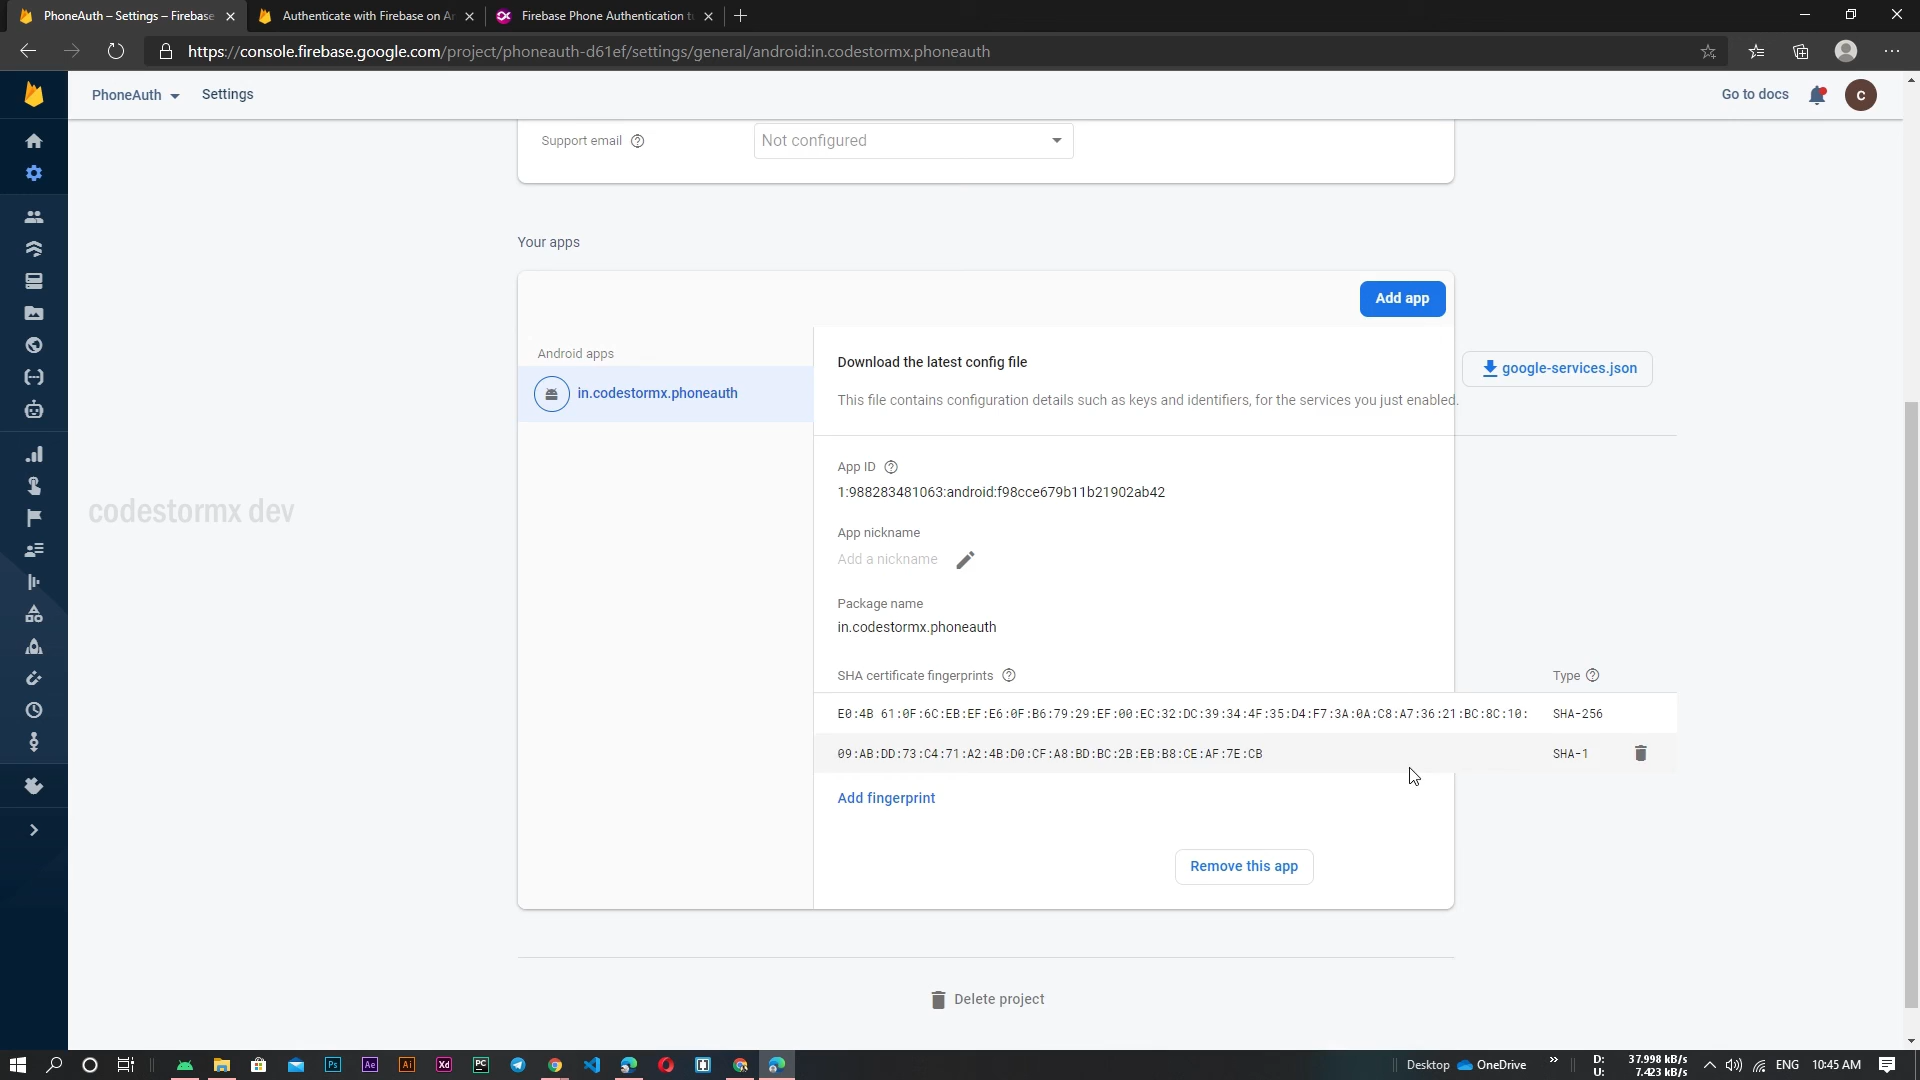 PhoneAuth – Settings – Firebase
Authenticate with Firebase on An
Firebase Phone Authentication tu
https://console.firebase.google.com/project/phoneauth-d61ef/settings/general/android:in.codestormx.phoneauth
PhoneAuth
Settings
Go to docs
C
Support email
Not configured
Your apps
Add app
Android apps
in.codestormx.phoneauth
Download the latest config file
google-services.json
This file contains configuration details such as keys and identifiers, for the services you just enabled.
App ID
1:988283481063:android:f98cce679b11b21902ab42
codestormx dev
App nickname
Add a nickname
Package name
in.codestormx.phoneauth
SHA certificate fingerprints
Type
E0:4B 61:0F:6C:EB:EF:E6:0F:B6:79:29:EF:00:EC:32:DC:39:34:4F:35:D4:F7:3A:0A:C8:A7:36:21:BC:8C:10:
SHA-256
09:AB:DD:73:C4:71:A2:4B:D0:CF:A8:BD:BC:2B:EB:B8:CE:AF:7E:CB
SHA-1
Add fingerprint
Remove this app
Delete project
Ps
Ae
Ai
Xd
PC
Desktop
OneDrive
D: 37.998 kB/s
U: 7.423 kB/s
ENG
10:45 AM